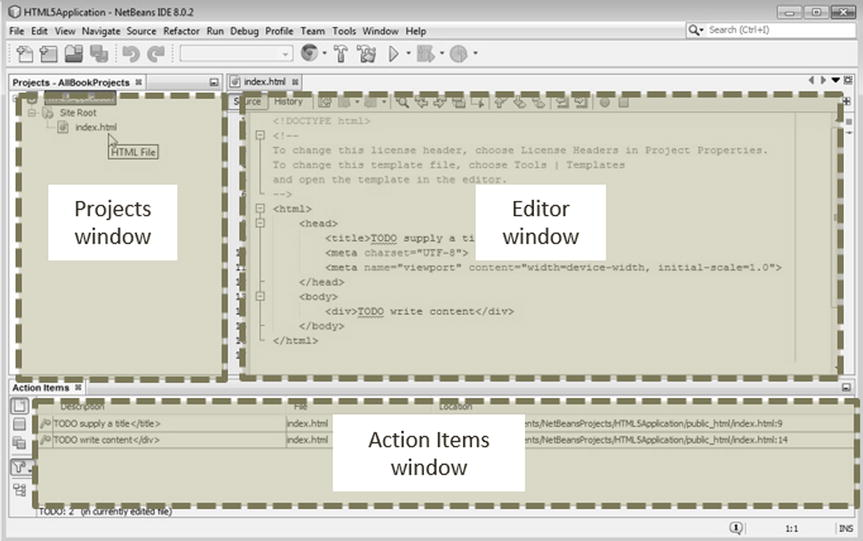 HTML5Application - NetBeans IDE 8.0.2
File Edit View Navigate Source Refactor Run Debug Profile Team Tools Window Help
Search (Ctrl+I)
Projects - AllBookProjects
index.html
HTML5Application
Source History
Site Root
index.html
HTML File
Projects
window
<!DOCTYPE html>
<!--
To change this license header, choose License Headers in Project Properties.
To change this template file, choose Tools | Templates
and open the template in the editor.
-->
<html>
<head>
<title>TODO supply a ti
<meta charset="UTF-8">
<meta name="viewport" content="width=device-width, initial-scale=1.0">
</head>
<body>
<div>TODO write content</div>
</body>
</html>
Editor
window
Action Items
Description File Location
TODO supply a title</title> index.html ents/NetBeansProjects/HTML5Application/public_html/index.html:9
TODO write content</div> index.html ents/NetBeansProjects/HTML5Application/public_html/index.html:14
Action Items
window
TODO: 2 (in currently edited file)
1:1 INS